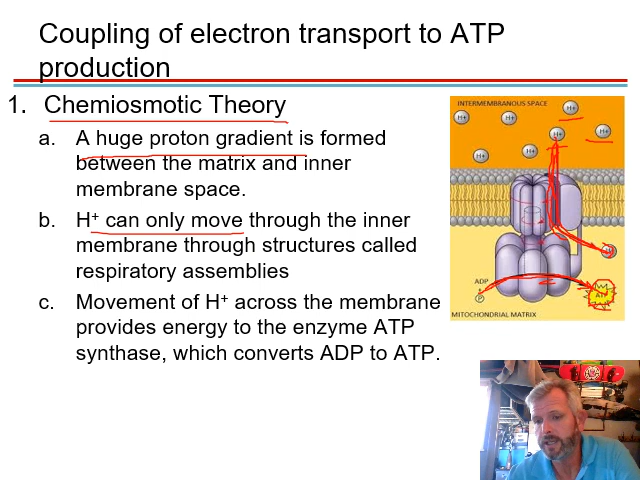 Coupling of electron transport to ATP
production
1. Chemiosmotic Theory
a. A huge proton gradient is formed
between the matrix and inner
membrane space.
b. H⁺ can only move through the inner
membrane through structures called
respiratory assemblies
c. Movement of H⁺ across the membrane
provides energy to the enzyme ATP
synthase, which converts ADP to ATP.
INTERMEMBRANOUS SPACE
H+
H+
H+
H+
H+
H+
H+
H+
ADP
+
P
ATP
MITOCHONDRIAL MATRIX